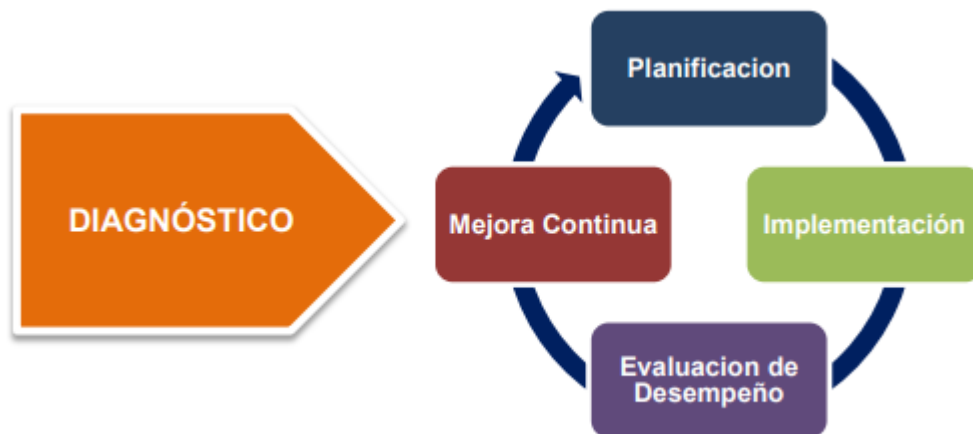 DIAGNÓSTICO
Planificacion
Implementación
Evaluacion de
Desempeño
Mejora Continua